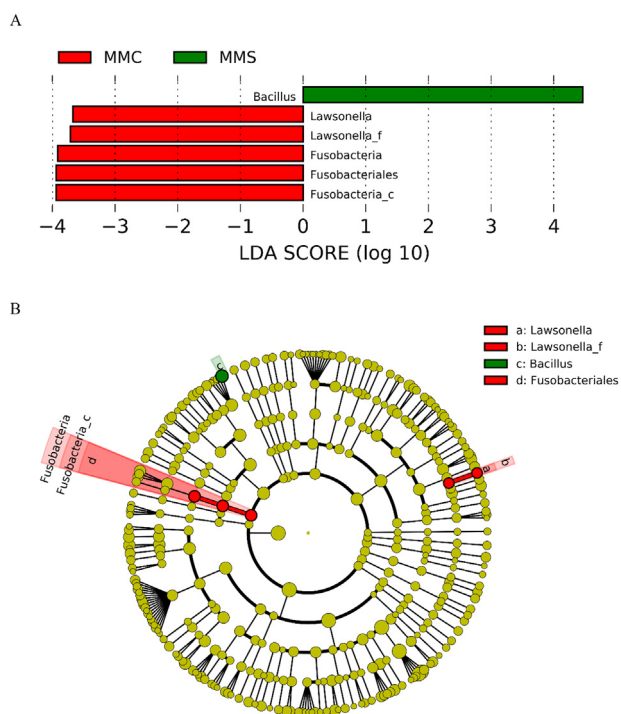 A
MMC MMS
Bacillus
Lawsonella
Lawsonella_f
Fusobacteria
Fusobacteriales
Fusobacteria_c
−4 −3 −2 −1 0 1 2 3 4
LDA SCORE (log 10)
B
a: Lawsonella
b: Lawsonella_f
c: Bacillus
d: Fusobacteriales
c
Fusobacteria
Fusobacteria_c
d
a
b